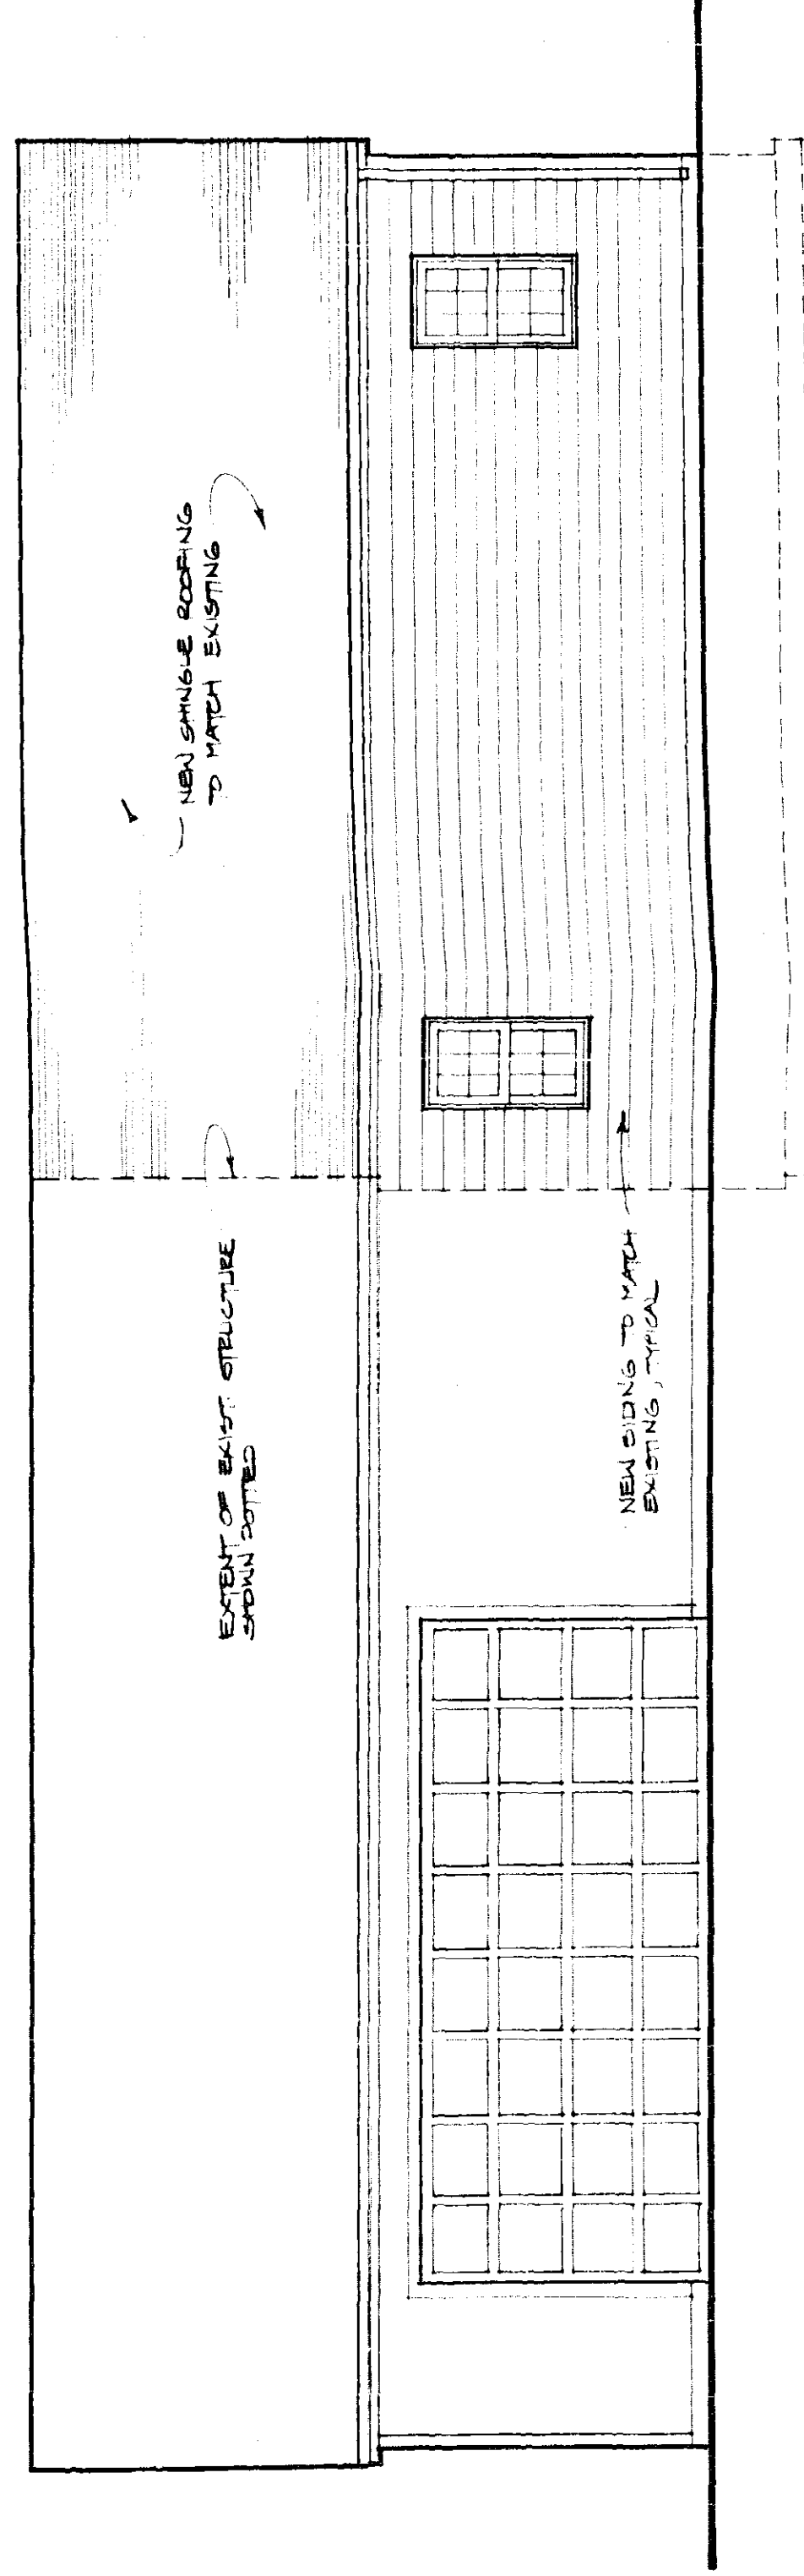 EXTENT OF EXIST. STRUCTURE
SHOWN DOTTED
NEW SHINGLE ROOFING
TO MATCH EXISTING
NEW SIDING TO MATCH
EXISTING, TYPICAL